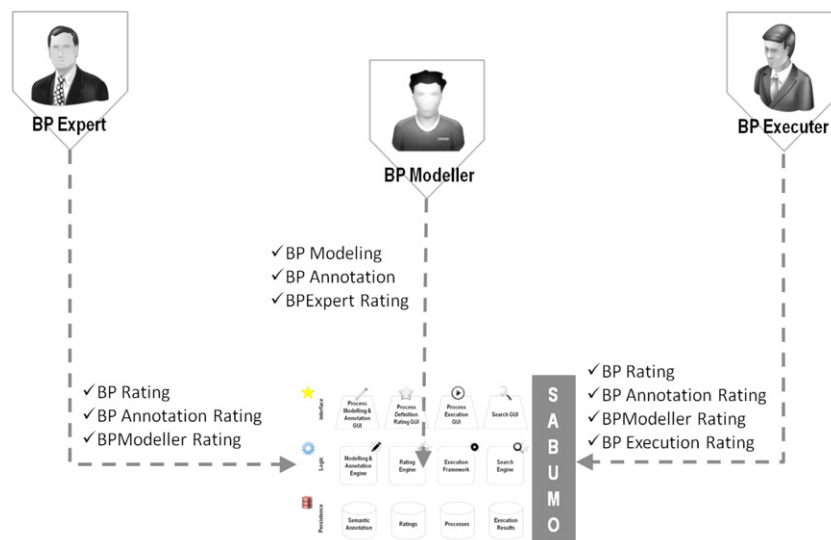 BP Expert
BP Modeller
BP Executer
✓BP Modeling
✓BP Annotation
✓BPExpert Rating
✓BP Rating
✓BP Annotation Rating
✓BPModeller Rating
✓BP Rating
✓BP Annotation Rating
✓BPModeller Rating
✓BP Execution Rating
Interface
Process
Modelling &
Annotation
GUI
Process
Definition
Rating GUI
Process
Execution
GUI
Search GUI
Logic
Modelling &
Annotation
Engine
Rating
Engine
Execution
Framework
Search
Engine
Persistence
Semantic
Annotation
Ratings
Processes
Execution
Results
S
A
B
U
M
O